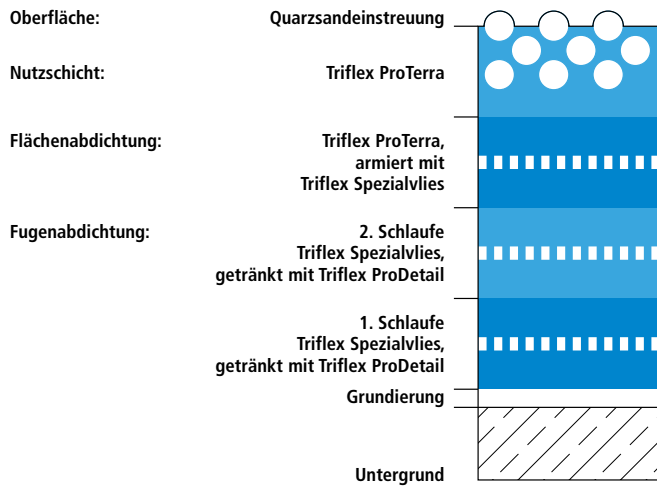 Oberfläche: Quarzsandeinstreuung
Nutzschicht: Triflex ProTerra
Flächenabdichtung: Triflex ProTerra,
armiert mit
Triflex Spezialvlies
Fugenabdichtung: 2. Schlaufe
Triflex Spezialvlies,
getränkt mit Triflex ProDetail
1. Schlaufe
Triflex Spezialvlies,
getränkt mit Triflex ProDetail
Grundierung
Untergrund